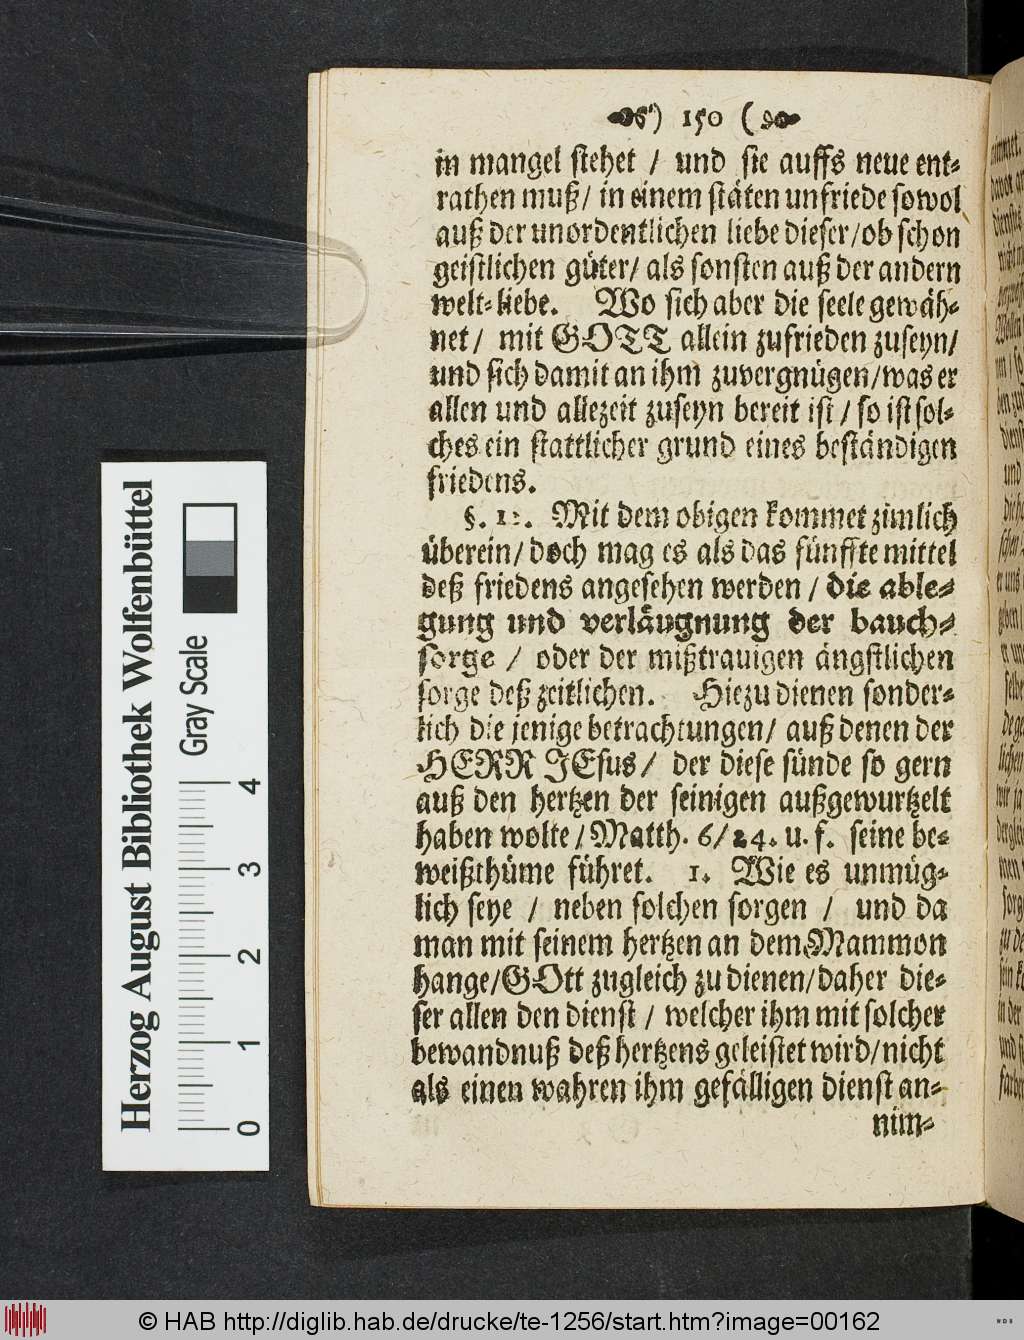 ) 150 (
in mangel stehet / und sie auffs neue ent-
rathen muß / in einem stäten unfriede sowol
auß der unordentlichen liebe dieser / ob schon
geistlichen güter / als sonsten auß der andern
welt-liebe. Wo sich aber die seele gewäh-
net / mit GOTT allein zufrieden zuseyn /
und sich damit an ihm zuvergnügen / was er
allen und allezeit zuseyn bereit ist / so ist sol-
ches ein stattlicher grund eines beständigen
friedens.
§. Mit dem obigen kommet zimlich
überein / doch mag es als das fünffte mittel
deß friedens angesehen werden / die able-
gung und verläugnung der bauch-
sorge / oder der mißtrauigen ängstlichen
sorge deß zeitlichen. Hiezu dienen sonder-
lich die jenige betrachtungen / auß denen der
HERR JEsus / der diese sünde so gern
auß den hertzen der seinigen außgewurtzelt
haben wolte / Matth. 6/24. u. f. seine be-
weißthüme führet. 1. Wie es unmüg-
lich seye / neben solchen sorgen / und da
man mit seinem hertzen an dem Mammon
hange / GOtt zugleich zu dienen / daher die-
ser allen den dienst / welcher ihm mit solcher
bewandnuß deß hertzens geleistet wird / nicht
als einen wahren ihm gefälligen dienst an-
nim-
Herzog August Bibliothek Wolfenbüttel
Gray Scale
0 1 2 3 4
© HAB http://diglib.hab.de/drucke/te-1256/start.htm?image=00162